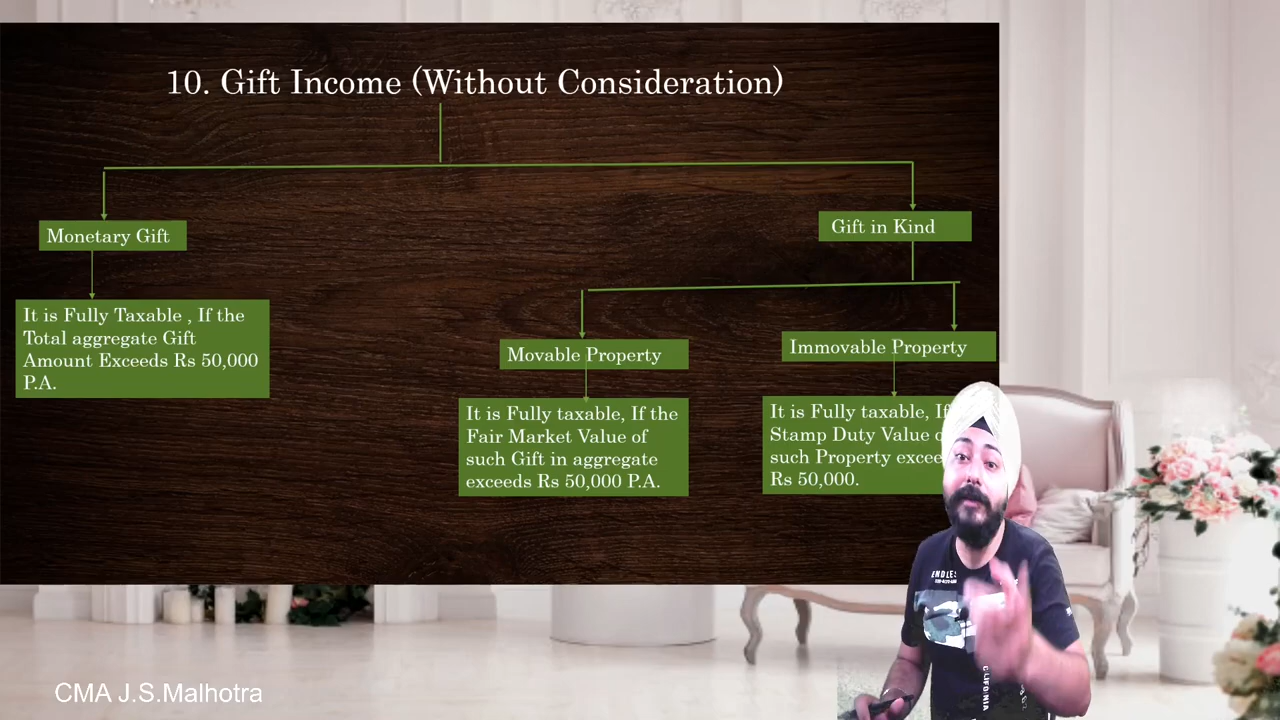 10. Gift Income (Without Consideration)
Monetary Gift
Gift in Kind
It is Fully Taxable , If the
Total aggregate Gift
Amount Exceeds Rs 50,000
P.A.
Movable Property
Immovable Property
It is Fully taxable, If the
Fair Market Value of
such Gift in aggregate
exceeds Rs 50,000 P.A.
It is Fully taxable, If
Stamp Duty Value
such Property excee
Rs 50,000.
ENDLES
CMA J.S.Malhotra